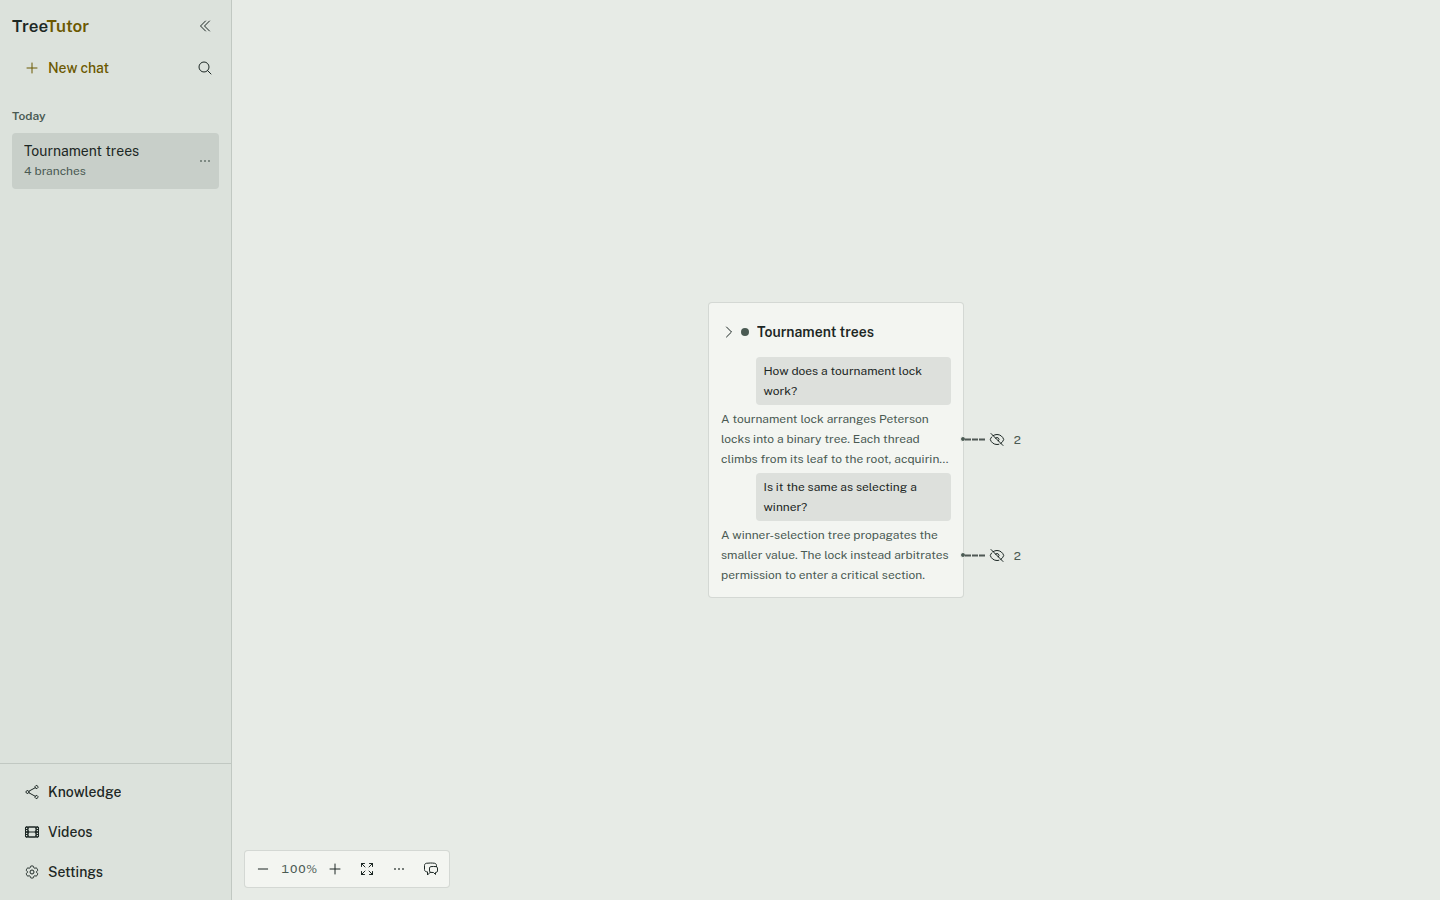 TreeTutor
New chat
Today
Tournament trees
4 branches
Knowledge
Videos
Settings
Tournament trees
How does a tournament lock
work?
A tournament lock arranges Peterson
locks into a binary tree. Each thread
climbs from its leaf to the root, acquirin...
2
Is it the same as selecting a
winner?
A winner-selection tree propagates the
smaller value. The lock instead arbitrates
permission to enter a critical section.
2
100%